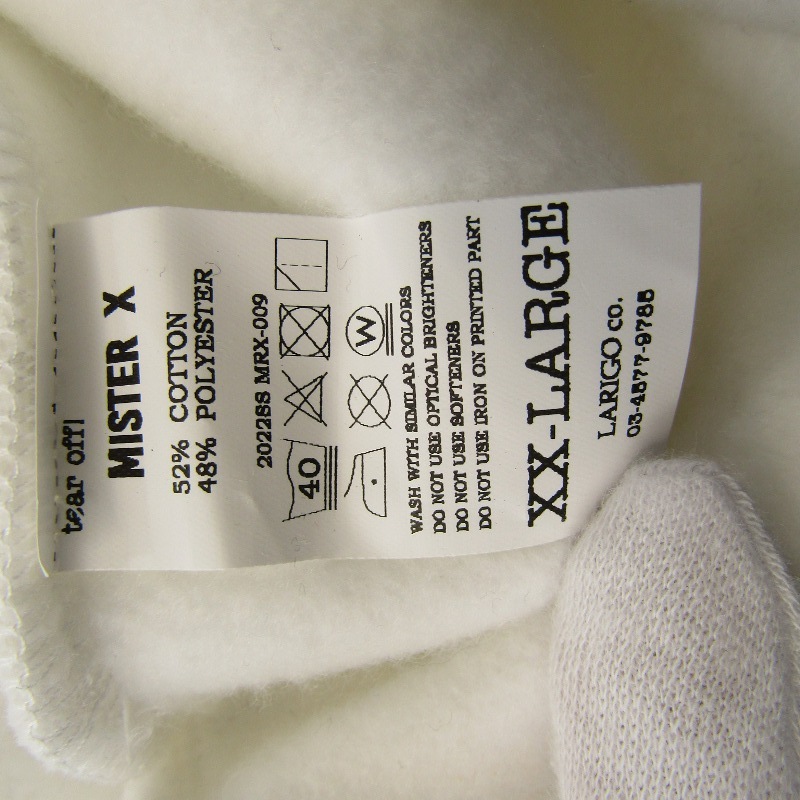 tear off!
MISTER X
52% COTTON
48% POLYESTER
2022SS MRX-009
40
W
WASH WITH SIMILAR COLORS
DO NOT USE OPTICAL BRIGHTENERS
DO NOT USE SOFTENERS
DO NOT USE IRON ON PRINTED PART
XX-LARGE
LARIGO co.
03-4577-9788